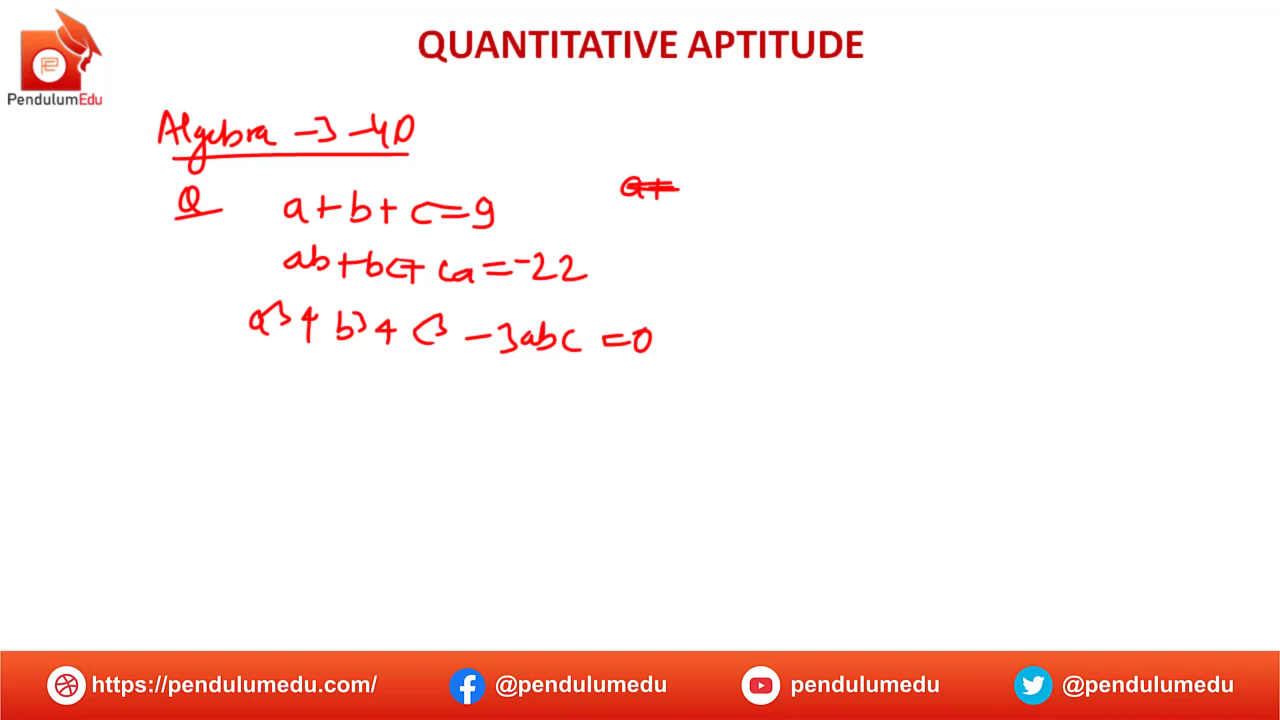 QUANTITATIVE APTITUDE
PendulumEdu
Algebra -3 -40
Q a+b+c=9
ab+bc+ca=-22
a³+b³+c³-3abc=0
https://pendulumedu.com/ @pendulumedu pendulumedu @pendulumedu